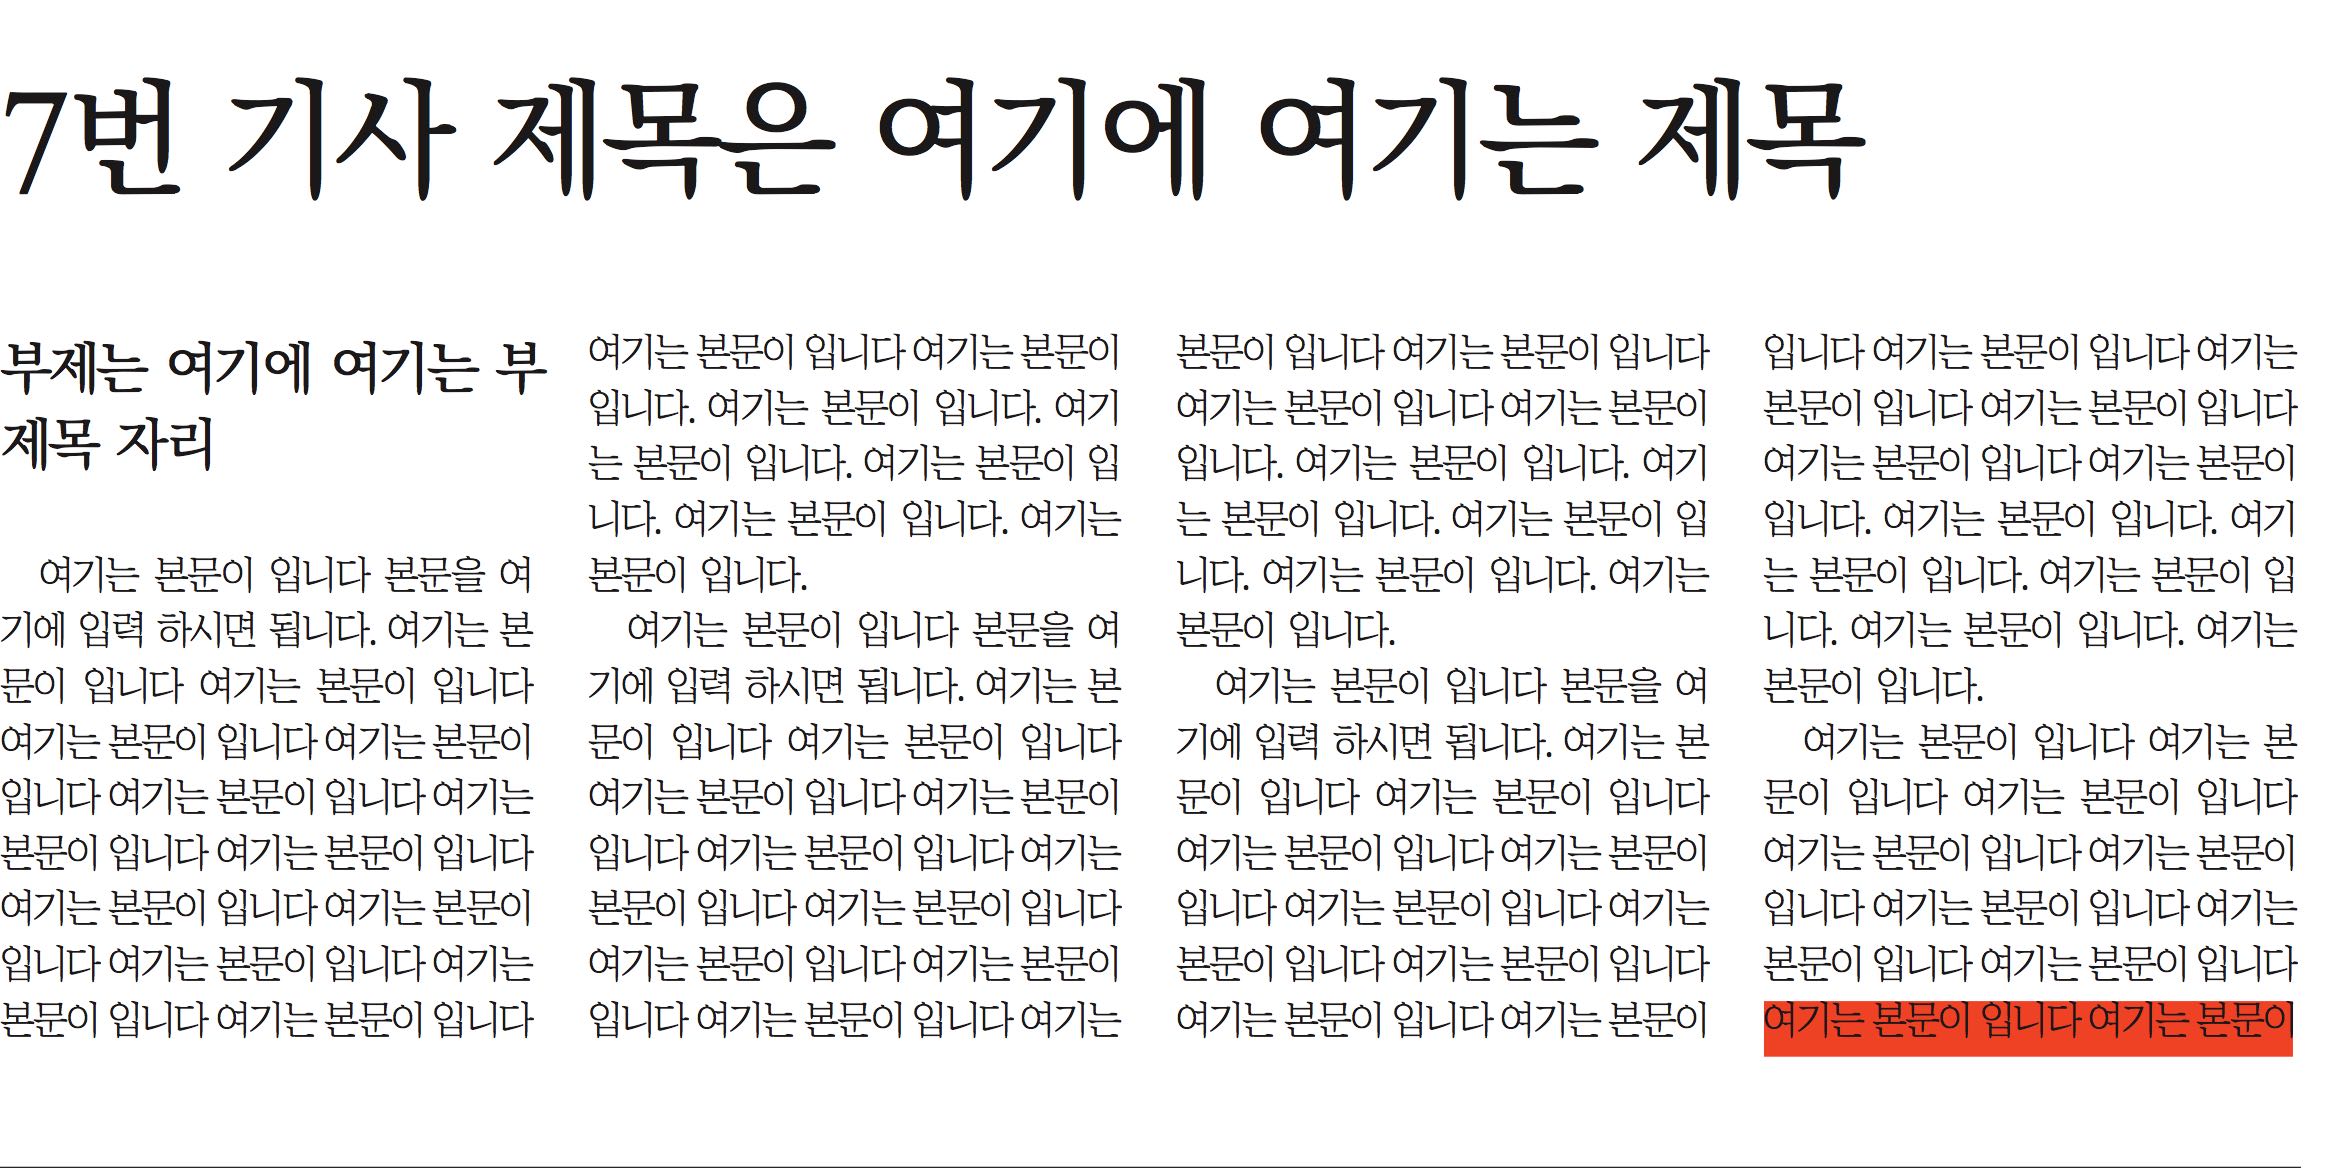 7번 기사 제목은 여기에 여기는 제목
부제는 여기에 여기는 부
제목 자리
여기는 본문이 입니다 본문을 여
기에 입력 하시면 됩니다. 여기는 본
문이 입니다 여기는 본문이 입니다
여기는 본문이 입니다 여기는 본문이
입니다 여기는 본문이 입니다 여기는
본문이 입니다 여기는 본문이 입니다
여기는 본문이 입니다 여기는 본문이
입니다 여기는 본문이 입니다 여기는
본문이 입니다 여기는 본문이 입니다
여기는 본문이 입니다 여기는 본문이
입니다. 여기는 본문이 입니다. 여기
는 본문이 입니다. 여기는 본문이 입
니다. 여기는 본문이 입니다. 여기는
본문이 입니다.
여기는 본문이 입니다 본문을 여
기에 입력 하시면 됩니다. 여기는 본
문이 입니다 여기는 본문이 입니다
여기는 본문이 입니다 여기는 본문이
입니다 여기는 본문이 입니다 여기는
본문이 입니다 여기는 본문이 입니다
여기는 본문이 입니다 여기는 본문이
입니다 여기는 본문이 입니다 여기는
본문이 입니다 여기는 본문이 입니다
여기는 본문이 입니다 여기는 본문이
입니다. 여기는 본문이 입니다. 여기
는 본문이 입니다. 여기는 본문이 입
니다. 여기는 본문이 입니다. 여기는
본문이 입니다.
여기는 본문이 입니다 본문을 여
기에 입력 하시면 됩니다. 여기는 본
문이 입니다 여기는 본문이 입니다
여기는 본문이 입니다 여기는 본문이
입니다 여기는 본문이 입니다 여기는
본문이 입니다 여기는 본문이 입니다
여기는 본문이 입니다 여기는 본문이
입니다 여기는 본문이 입니다 여기는
본문이 입니다 여기는 본문이 입니다
여기는 본문이 입니다 여기는 본문이
입니다. 여기는 본문이 입니다. 여기
는 본문이 입니다. 여기는 본문이 입
니다. 여기는 본문이 입니다. 여기는
본문이 입니다.
여기는 본문이 입니다 여기는 본
문이 입니다 여기는 본문이 입니다
여기는 본문이 입니다 여기는 본문이
입니다 여기는 본문이 입니다 여기는
본문이 입니다 여기는 본문이 입니다
여기는 본문이 입니다 여기는 본문이